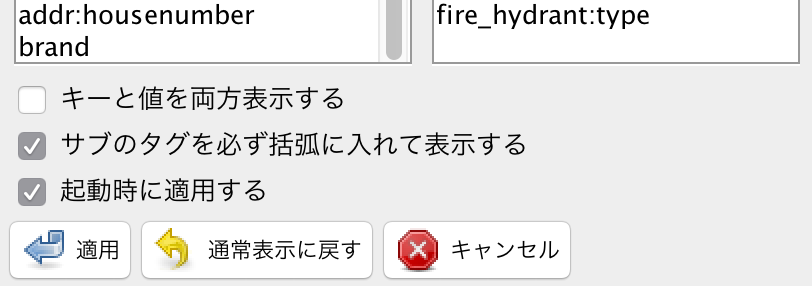 addr:housenumber
brand
fire_hydrant:type
キーと値を両方表示する
サブのタグを必ず括弧に入れて表示する
起動時に適用する
適用
通常表示に戻す
キャンセル